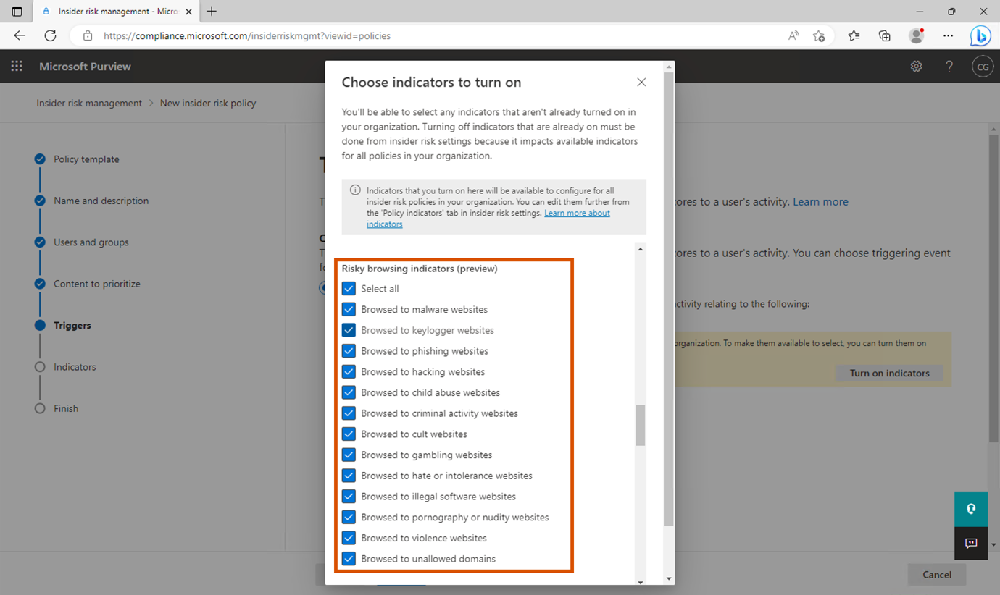 Insider risk management - Micro
https://compliance.microsoft.com/insiderriskmgmt?viewid=policies
Microsoft Purview
CG
Insider risk management > New insider risk policy
Policy template
Name and description
Users and groups
Content to prioritize
Triggers
Indicators
Finish
Choose indicators to turn on
You'll be able to select any indicators that aren't already turned on in
your organization. Turning off indicators that are already on must be
done from insider risk settings because it impacts available indicators
for all policies in your organization.
Indicators that you turn on here will be available to configure for all
insider risk policies in your organization. You can edit them further from
the 'Policy indicators' tab in insider risk settings. Learn more about
indicators
Risky browsing indicators (preview)
Select all
Browsed to malware websites
Browsed to keylogger websites
Browsed to phishing websites
Browsed to hacking websites
Browsed to child abuse websites
Browsed to criminal activity websites
Browsed to cult websites
Browsed to gambling websites
Browsed to hate or intolerance websites
Browsed to illegal software websites
Browsed to pornography or nudity websites
Browsed to violence websites
Browsed to unallowed domains
to a user's activity. Learn more
to a user's activity. You can choose triggering event
relating to the following:
organization. To make them available to select, you can turn them on
Turn on indicators
Cancel